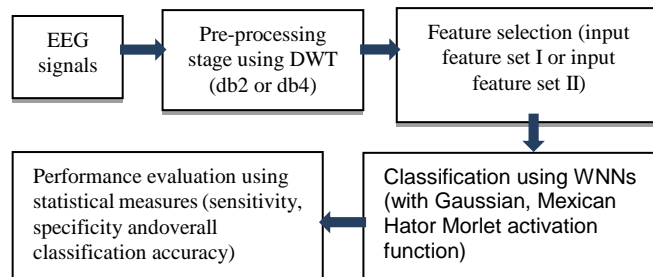 EEG
signals
Pre-processing
stage using DWT
(db2 or db4)
Feature selection (input
feature set I or input
feature set II)
Classification using WNNs
(with Gaussian, Mexican
Hator Morlet activation
function)
Performance evaluation using
statistical measures (sensitivity,
specificity andoverall
classification accuracy)